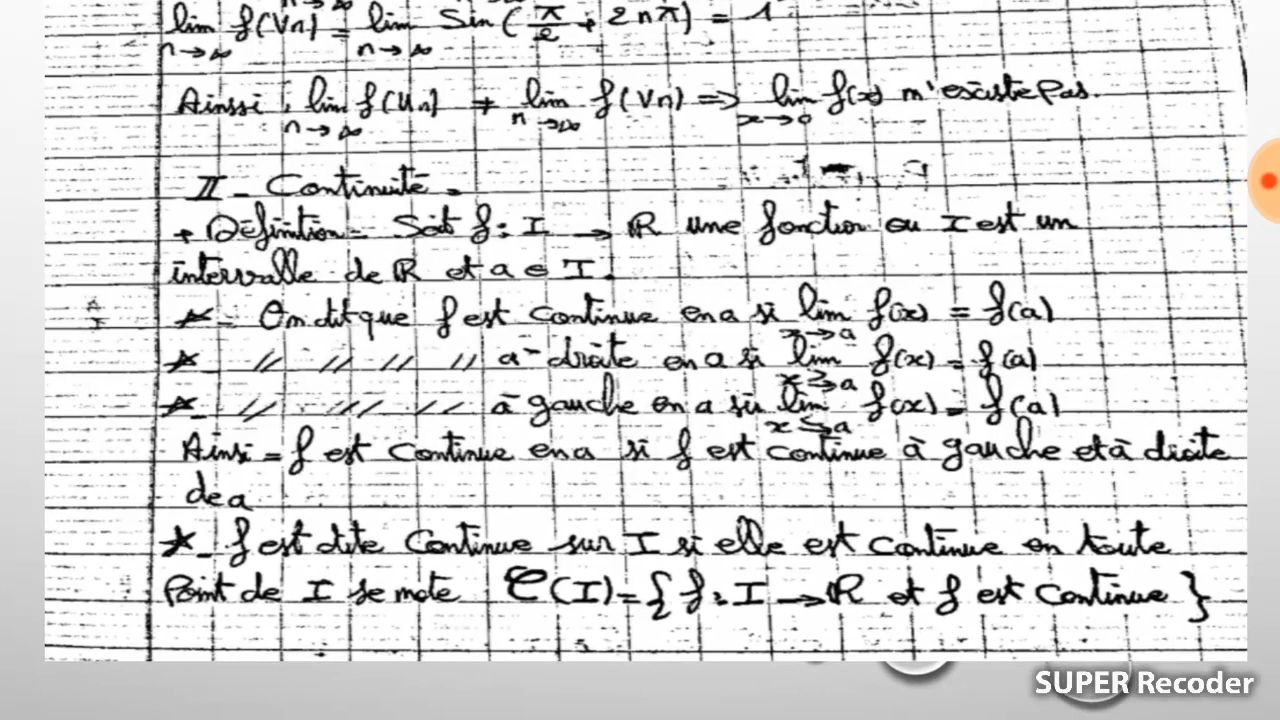 lim f(Vn) = lim Sin (π/2 + 2nπ) = 1
n→∞ n→∞
Ainssi : lim f(Un) ≠ lim f(Vn) => lim f(x) n'existe Pas.
n→∞ n→∞ x→0
II - Continuité =
+ Définition = Soit f : I → R une fonction ou I est un
intervalle de R et a ∈ I.
* - On dit que f est continue en a si lim f(x) = f(a)
x→a
* // // // // à droite en a si lim f(x) = f(a)
x→a >
* - // // // à gauche en a si lim f(x) = f(a)
x→a <
Ainsi = f est continue en a si f est continue à gauche et à droite
de a
* - f est dite Continue sur I si elle est continue en toute
Point de I se note C(I) = { f : I → R et f est continue }
SUPER Recoder